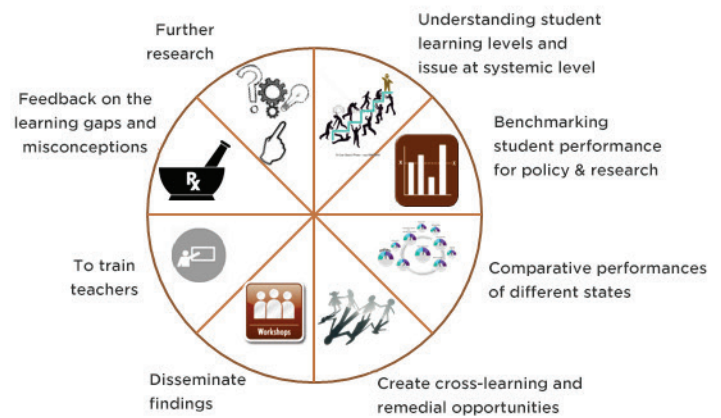 Further
research
Understanding student
learning levels and
issue at systemic level
Feedback on the
learning gaps and
misconceptions
Benchmarking
student performance
for policy & research
Rx
To train
teachers
Comparative performances
of different states
Workshops
Disseminate
findings
Create cross-learning and
remedial opportunities